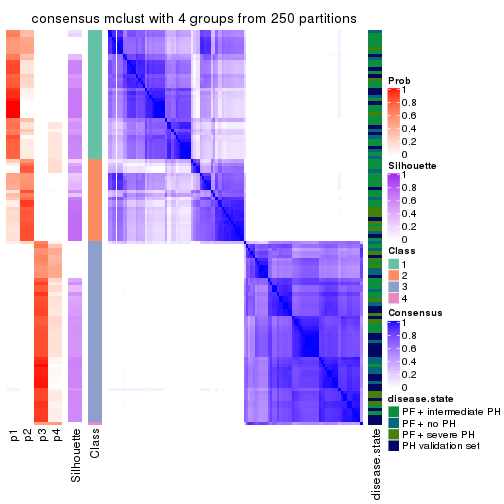 consensus mclust with 4 groups from 250 partitions
Prob
1
0.8
0.6
0.4
0.2
0
Silhouette
1
0.8
0.6
0.4
0.2
0
Class
1
2
3
4
Consensus
1
0.8
0.6
0.4
0.2
0
disease.state
PF + intermediate PH
PF + no PH
PF + severe PH
PH validation set
p1
p2
p3
p4
Silhouette
Class
disease.state